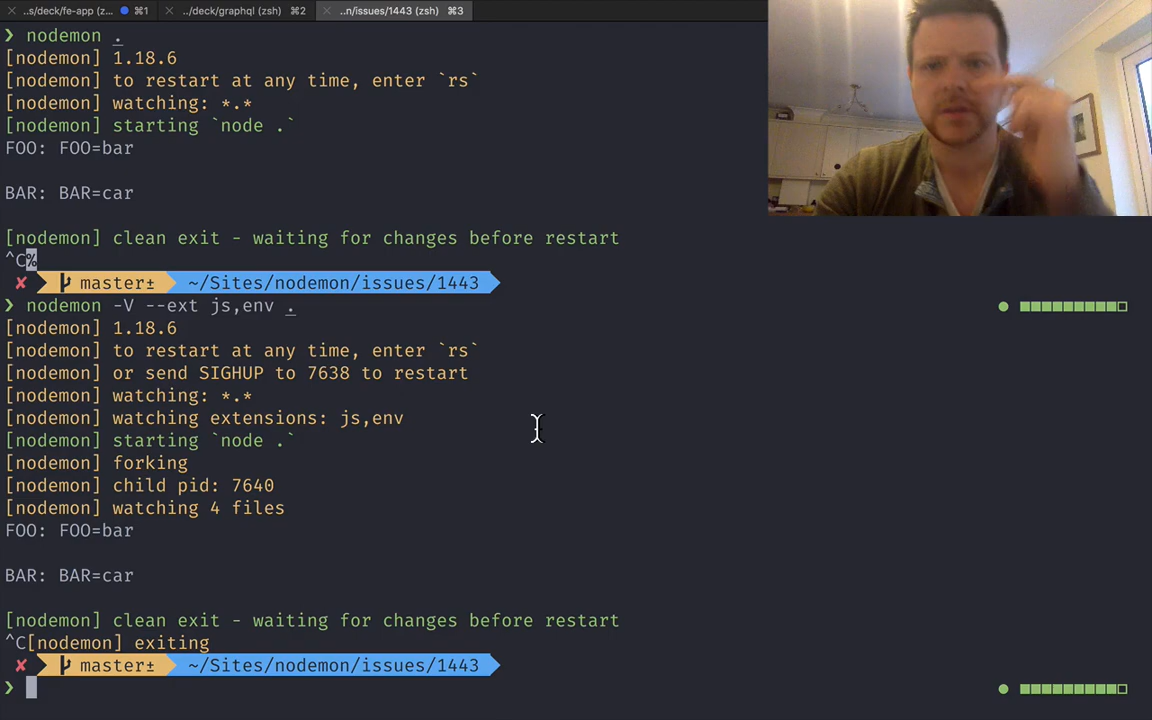 ..s/deck/fe-app (z... ⌘1
../deck/graphql (zsh) ⌘2
..n/issues/1443 (zsh) ⌘3
❯ nodemon .
[nodemon] 1.18.6
[nodemon] to restart at any time, enter `rs`
[nodemon] watching: *.*
[nodemon] starting `node .`
FOO: FOO=bar
BAR: BAR=car
[nodemon] clean exit - waiting for changes before restart
^C%
✘ master± ~/Sites/nodemon/issues/1443
❯ nodemon -V --ext js,env .
[nodemon] 1.18.6
[nodemon] to restart at any time, enter `rs`
[nodemon] or send SIGHUP to 7638 to restart
[nodemon] watching: *.*
[nodemon] watching extensions: js,env
[nodemon] starting `node .`
[nodemon] forking
[nodemon] child pid: 7640
[nodemon] watching 4 files
FOO: FOO=bar
BAR: BAR=car
[nodemon] clean exit - waiting for changes before restart
^C[nodemon] exiting
✘ master± ~/Sites/nodemon/issues/1443
❯